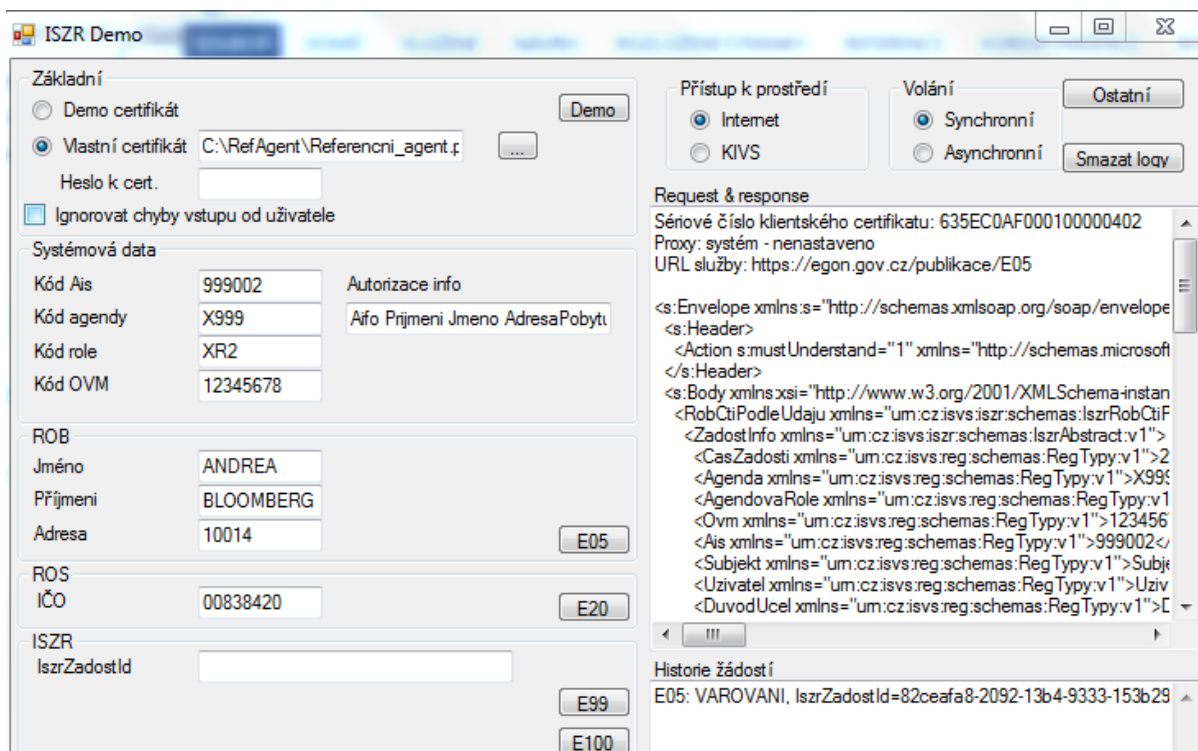 ISZR Demo
Základní
Demo certifikát
Demo
Vlastní certifikát
C:\RefAgent\Referencni_agent.p
...
Heslo k cert.
Ignorovat chyby vstupu od uživatele
Systémová data
Kód Ais
999002
Autorizace info
Kód agendy
X999
Aifo Prijmeni Jmeno AdresaPobytu
Kód role
XR2
Kód OVM
12345678
ROB
Jméno
ANDREA
Příjmeni
BLOOMBERG
Adresa
10014
E05
ROS
IČO
00838420
E20
ISZR
IszrZadostId
E99
E100
Přístup k prostředí
Internet
KIVS
Volání
Synchronní
Asynchronní
Ostatní
Smazat logy
Request & response
Sériové číslo klientského certifikatu: 635EC0AF000100000402
Proxy: systém - nenastaveno
URL služby: https://egon.gov.cz/publikace/E05
<s:Envelope xmlns:s="http://schemas.xmlsoap.org/soap/envelope
<s:Header>
<Action s:mustUnderstand="1" xmlns="http://schemas.microsoft
</s:Header>
<s:Body xmlns:xsi="http://www.w3.org/2001/XMLSchema-instan
<RobCtiPodleUdaju xmlns="urn:cz:isvs:iszr:schemas:IszrRobCtiP
<ZadostInfo xmlns="urn:cz:isvs:iszr:schemas:IszrAbstract:v1">
<CasZadosti xmlns="urn:cz:isvs:reg:schemas:RegTypy:v1">2
<Agenda xmlns="urn:cz:isvs:reg:schemas:RegTypy:v1">X999
<AgendovaRole xmlns="urn:cz:isvs:reg:schemas:RegTypy:v1
<Ovm xmlns="urn:cz:isvs:reg:schemas:RegTypy:v1">123456
<Ais xmlns="urn:cz:isvs:reg:schemas:RegTypy:v1">999002</
<Subjekt xmlns="urn:cz:isvs:reg:schemas:RegTypy:v1">Subje
<Uzivatel xmlns="urn:cz:isvs:reg:schemas:RegTypy:v1">Uziv
<DuvodUcel xmlns="urn:cz:isvs:reg:schemas:RegTypy:v1">D
Historie žádostí
E05: VAROVANI, IszrZadostId=82ceafa8-2092-13b4-9333-153b29